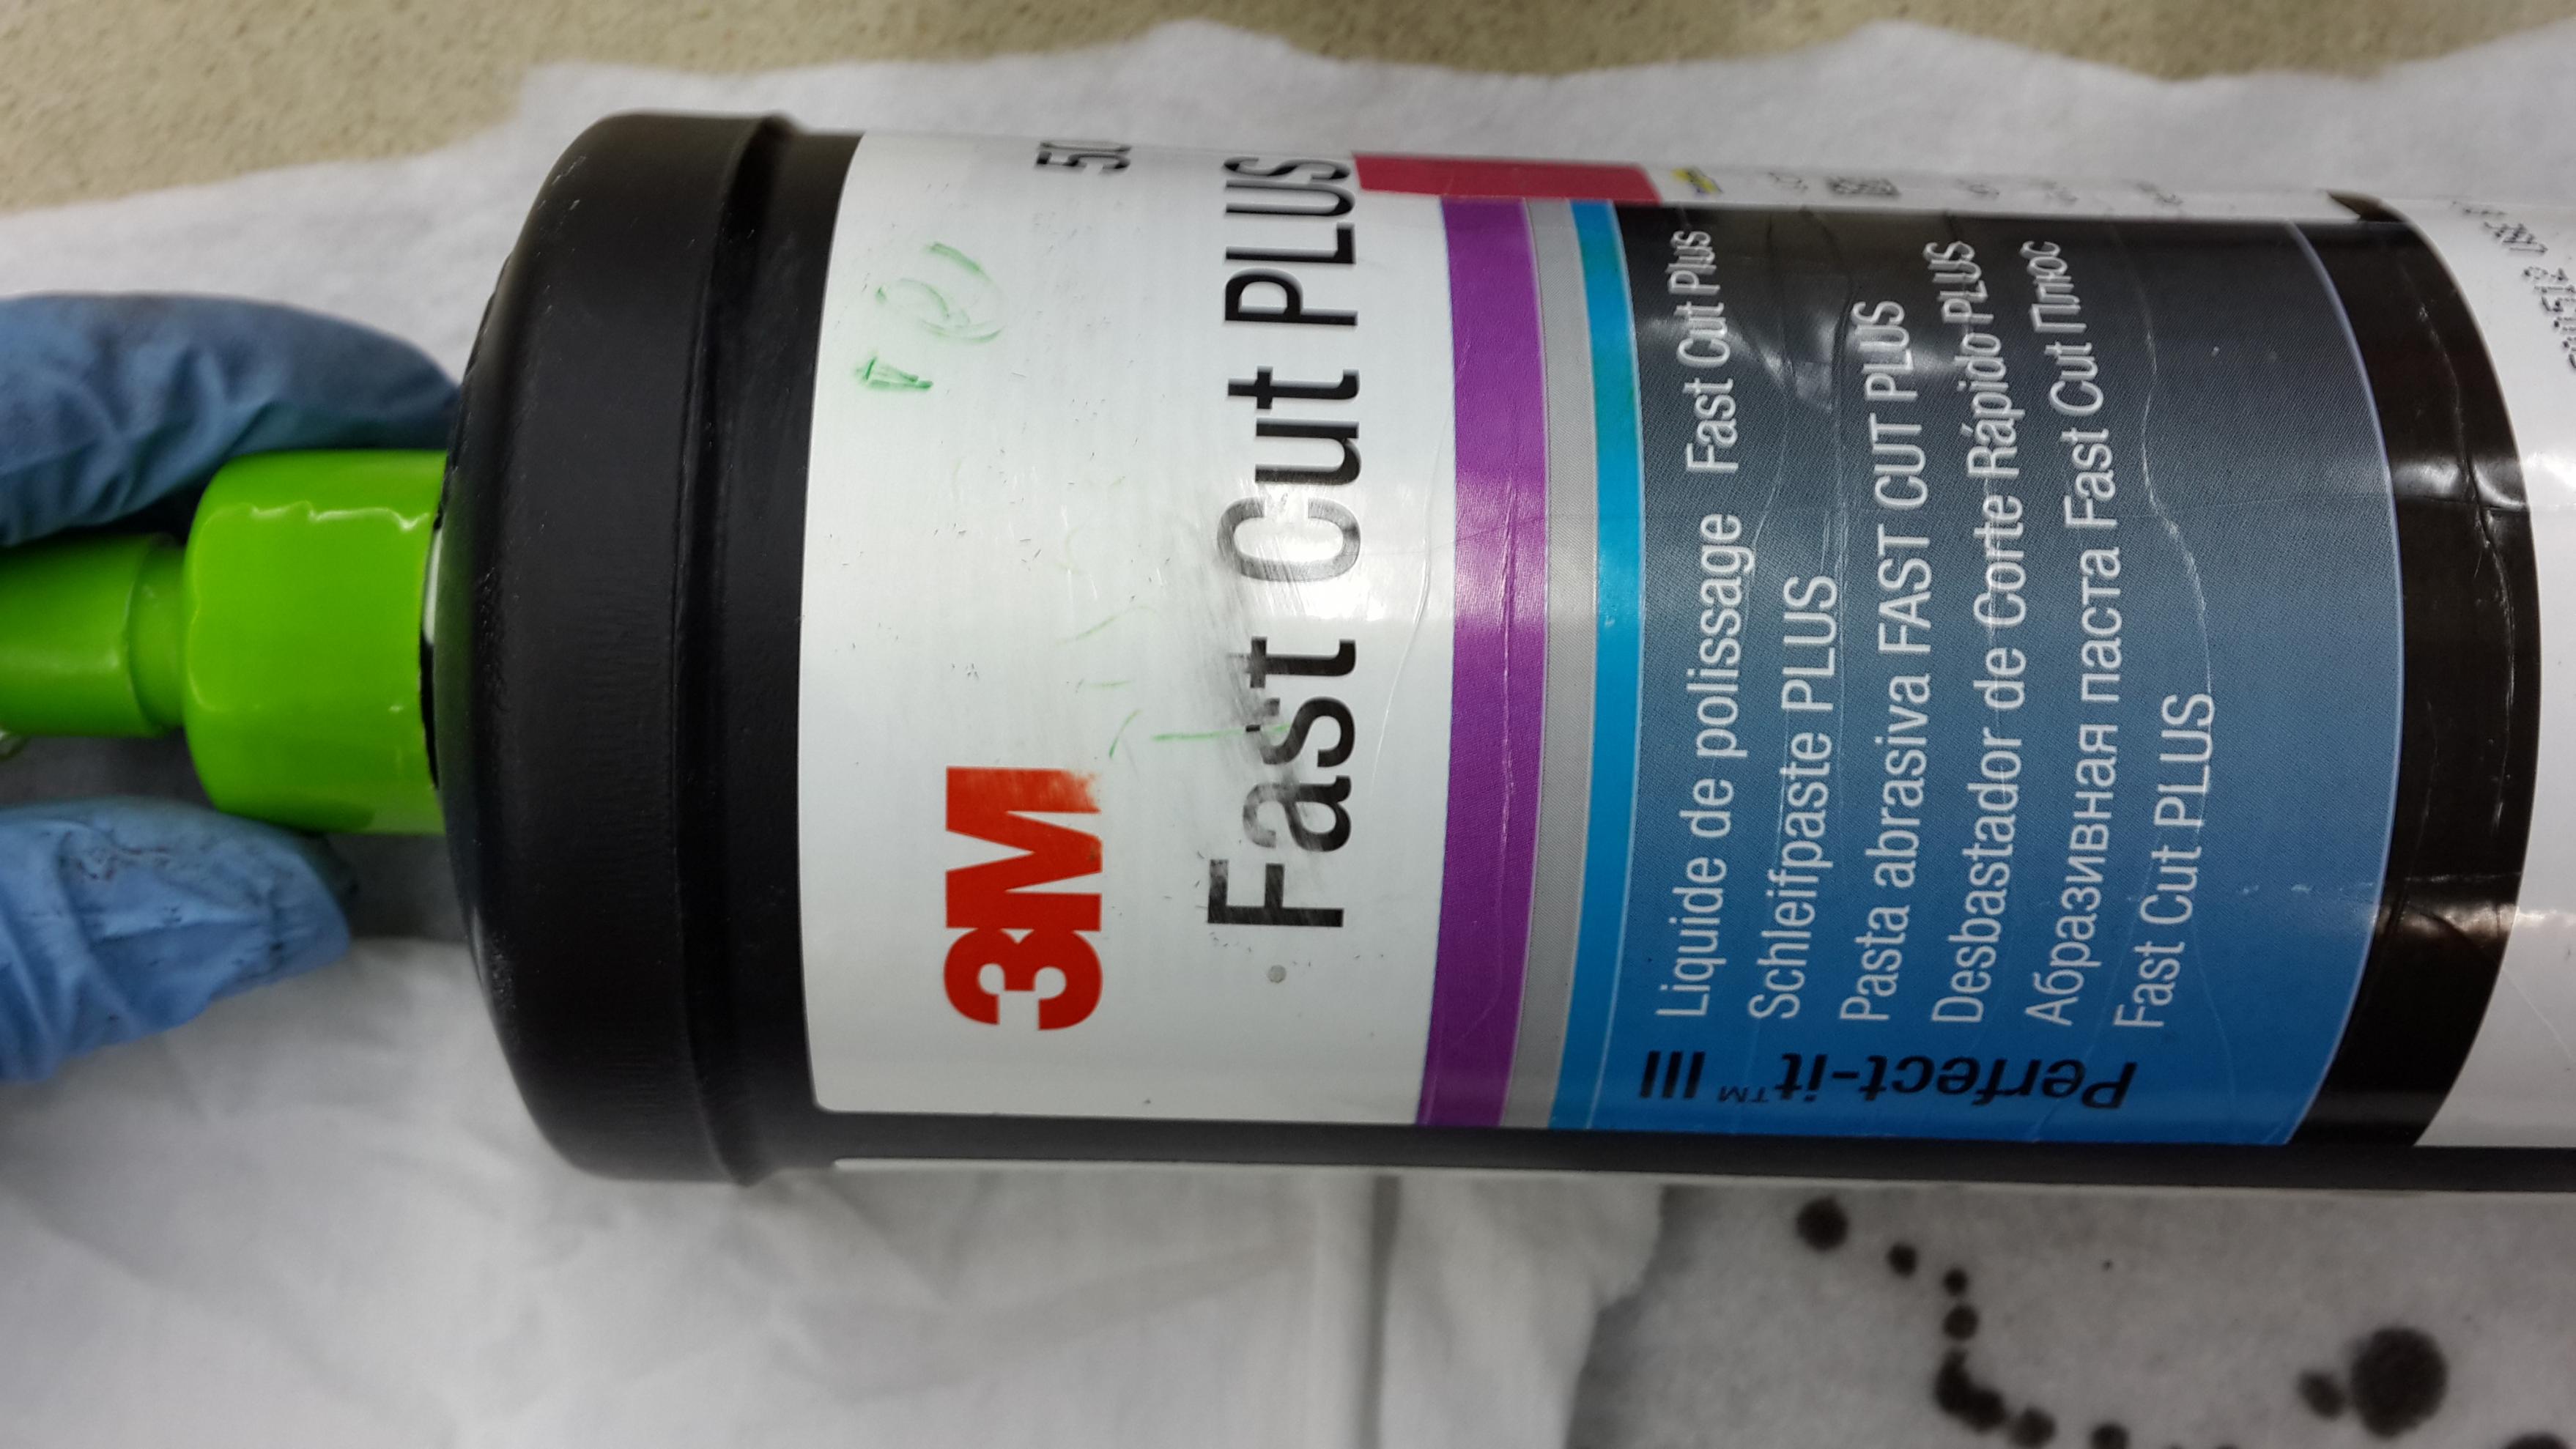 3M
Fast Cut PLUS
Liquide de polissage Fast Cut Plus
Schleifpaste PLUS
Pasta abrasiva FAST CUT PLUS
Desbastador de Corte Rápido PLUS
Абразивная паста Fast Cut Плюс
Fast Cut PLUS
Perfect-it™ III